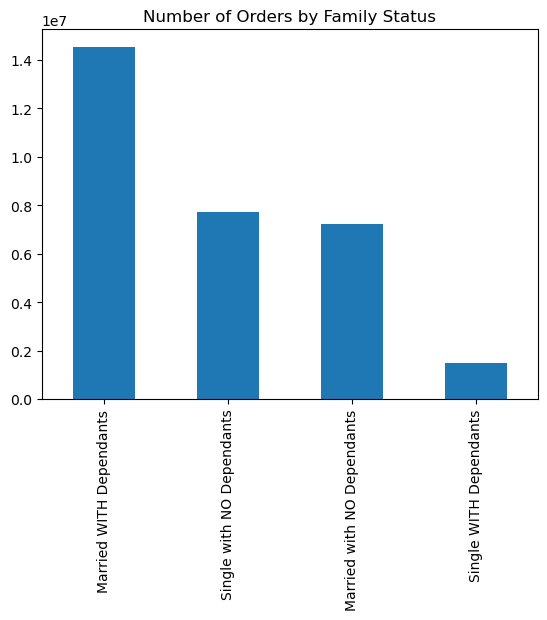 Number of Orders by Family Status
1e7
1.4
1.2
1.0
0.8
0.6
0.4
0.2
0.0
Married WITH Dependants
Single with NO Dependants
Married with NO Dependants
Single WITH Dependants